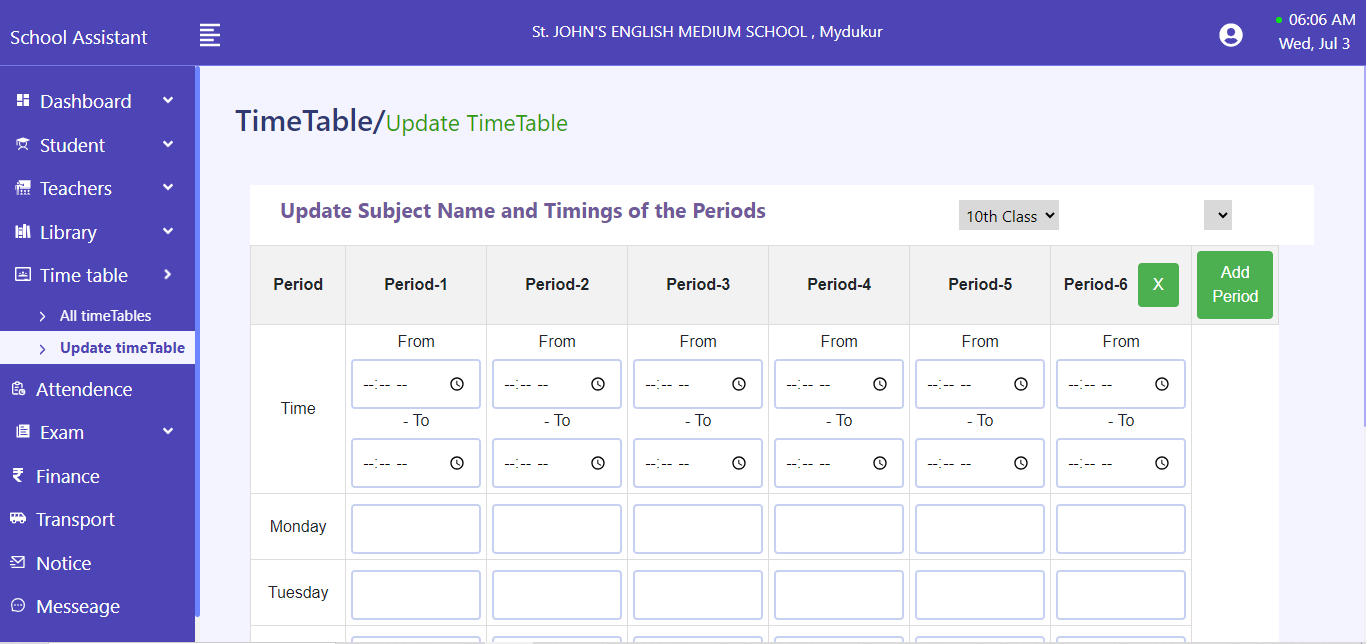 School Assistant
St. JOHN'S ENGLISH MEDIUM SCHOOL , Mydukur
06:06 AM
Wed, Jul 3
Dashboard
Student
Teachers
Library
Time table
All timeTables
Update timeTable
Attendence
Exam
Finance
Transport
Notice
Messeage
TimeTable/Update TimeTable
Update Subject Name and Timings of the Periods
10th Class
Period Period-1 Period-2 Period-3 Period-4 Period-5 Period-6 X Add Period
Time
From From From From From From
--:-- -- --:-- -- --:-- -- --:-- -- --:-- -- --:-- --
- To - To - To - To - To - To
--:-- -- --:-- -- --:-- -- --:-- -- --:-- -- --:-- --
Monday
Tuesday